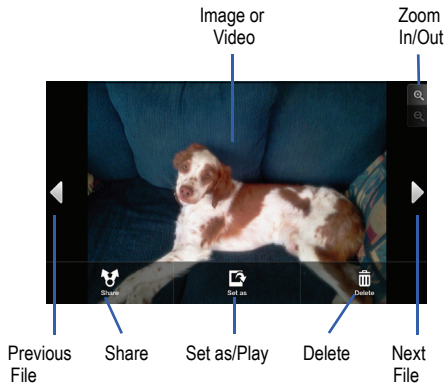 Image or
Video
Zoom
In/Out
Share
Set as
Delete
Previous
File
Share
Set as/Play
Delete
Next
File